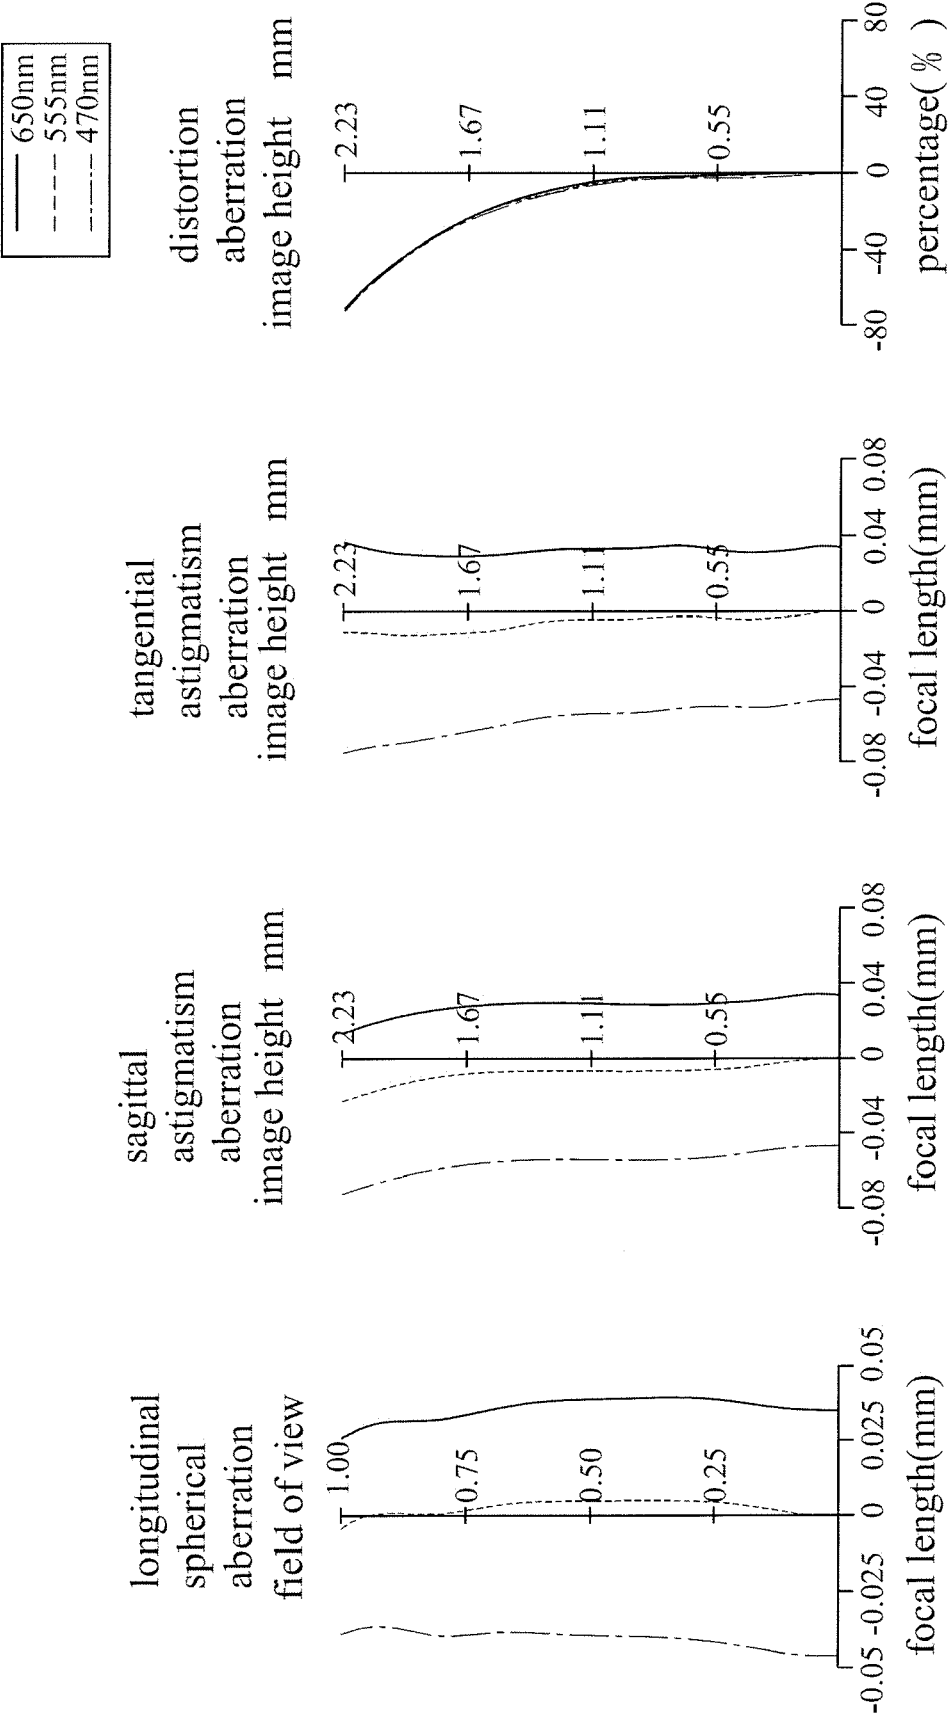 650nm
555nm
470nm
longitudinal
spherical
aberration
field of view
1.00
0.75
0.50
0.25
-0.05 -0.025 0 0.025 0.05
focal length(mm)
sagittal
astigmatism
aberration
image height mm
2.23
1.67
1.11
0.55
-0.08 -0.04 0 0.04 0.08
focal length(mm)
tangential
astigmatism
aberration
image height mm
2.23
1.67
1.11
0.55
-0.08 -0.04 0 0.04 0.08
focal length(mm)
distortion
aberration
image height mm
2.23
1.67
1.11
0.55
-80 -40 0 40 80
percentage( % )